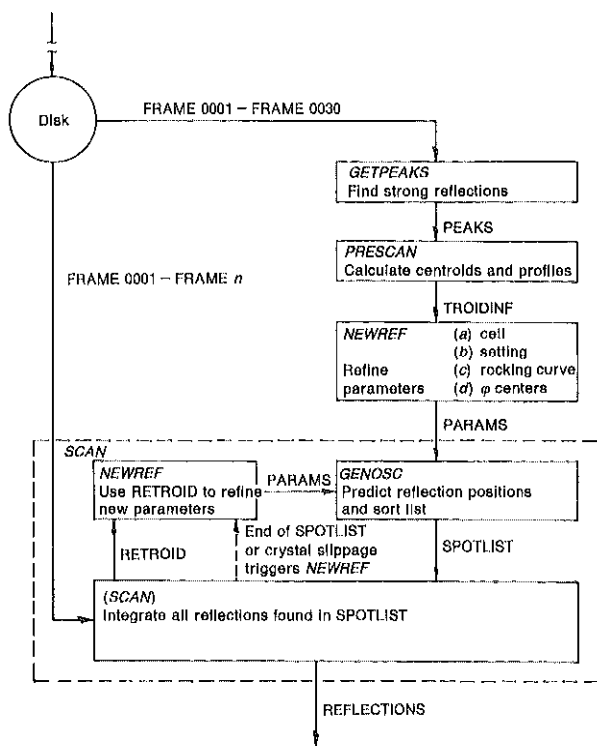 Disk
FRAME 0001 – FRAME 0030
GETPEAKS
Find strong reflections
PEAKS
PRESCAN
Calculate centroids and profiles
FRAME 0001 – FRAME n
TROIDINF
NEWREF (a) cell
(b) setting
Refine (c) rocking curve
parameters (d) φ centers
PARAMS
SCAN
NEWREF
Use RETROID to refine
new parameters
PARAMS
GENOSC
Predict reflection positions
and sort list
RETROID
End of SPOTLIST
or crystal slippage
triggers NEWREF
SPOTLIST
(SCAN)
Integrate all reflections found in SPOTLIST
REFLECTIONS